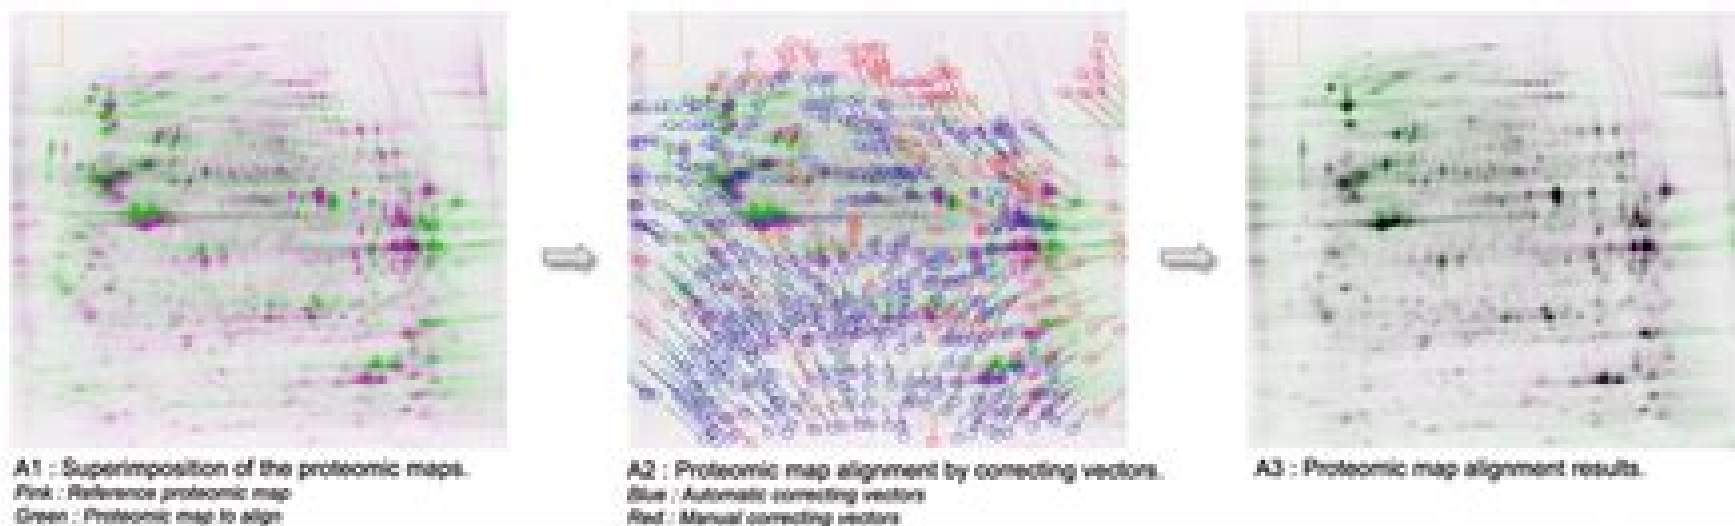 A1 : Superimposition of the proteomic maps.
Pink : Reference proteomic map
Green : Proteomic map to align
A2 : Proteomic map alignment by correcting vectors.
Blue : Automatic correcting vectors
Red : Manual correcting vectors
A3 : Proteomic map alignment results.